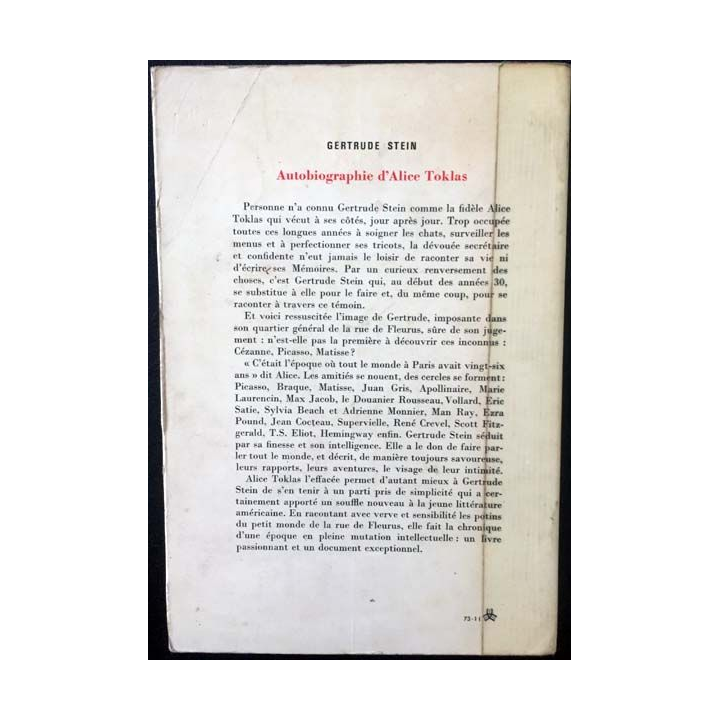 GERTRUDE STEIN
Autobiographie d'Alice Toklas
Personne n'a connu Gertrude Stein comme la fidèle Alice
Toklas qui vécut à ses côtés, jour après jour. Trop occupée
toutes ces longues années à soigner les chats, surveiller les
menus et à perfectionner ses tricots, la dévouée secrétaire
et confidente n'eut jamais le loisir de raconter sa vie ni
d'écrire ses Mémoires. Par un curieux renversement des
choses, c'est Gertrude Stein qui, au début des années 30,
se substitue à elle pour le faire et, du même coup, pour se
raconter à travers ce témoin.
Et voici ressuscitée l'image de Gertrude, imposante dans
son quartier général de la rue de Fleurus, sûre de son juge-
ment : n'est-elle pas la première à découvrir ces inconnus :
Cézanne, Picasso, Matisse ?
« C'était l'époque où tout le monde à Paris avait vingt-six
ans » dit Alice. Les amitiés se nouent, des cercles se forment :
Picasso, Braque, Matisse, Juan Gris, Apollinaire, Marie
Laurencin, Max Jacob, le Douanier Rousseau, Vollard, Éric
Satie, Sylvia Beach et Adrienne Monnier, Man Ray, Ezra
Pound, Jean Cocteau, Supervielle, René Crevel, Scott Fitz-
gerald, T.S. Eliot, Hemingway enfin. Gertrude Stein séduit
par sa finesse et son intelligence. Elle a le don de faire par-
ler tout le monde, et décrit, de manière toujours savoureuse,
leurs rapports, leurs aventures, le visage de leur intimité.
Alice Toklas l'effacée permet d'autant mieux à Gertrude
Stein de s'en tenir à un parti pris de simplicité qui a cer-
tainement apporté un souffle nouveau à la jeune littérature
américaine. En racontant avec verve et sensibilité les potins
du petit monde de la rue de Fleurus, elle fait la chronique
d'une époque en pleine mutation intellectuelle : un livre
passionnant et un document exceptionnel.
73-11